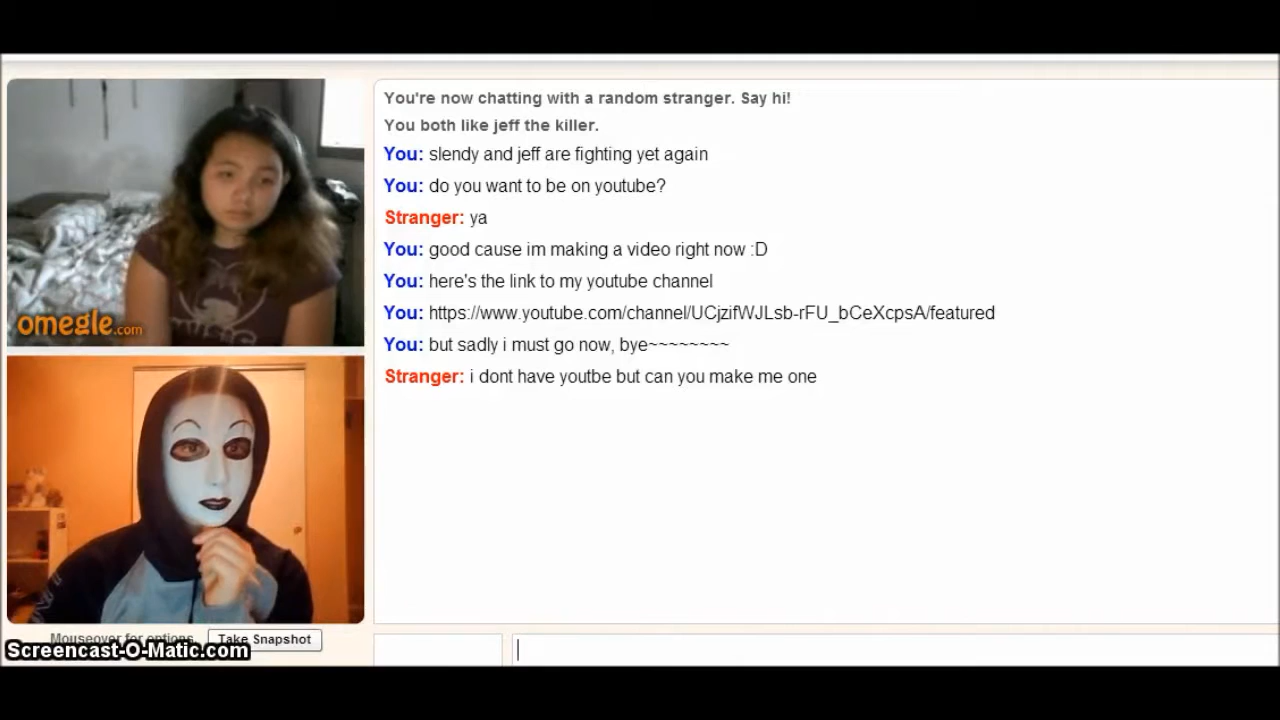 You're now chatting with a random stranger. Say hi!
You both like jeff the killer.
You: slendy and jeff are fighting yet again
You: do you want to be on youtube?
Stranger: ya
You: good cause im making a video right now :D
You: here's the link to my youtube channel
You: https://www.youtube.com/channel/UCjzifWJLsb-rFU_bCeXcpsA/featured
You: but sadly i must go now, bye~~~~~~~~
Stranger: i dont have youtbe but can you make me one
omegle.com
Mouseover for options
Take Snapshot
Screencast-O-Matic.com